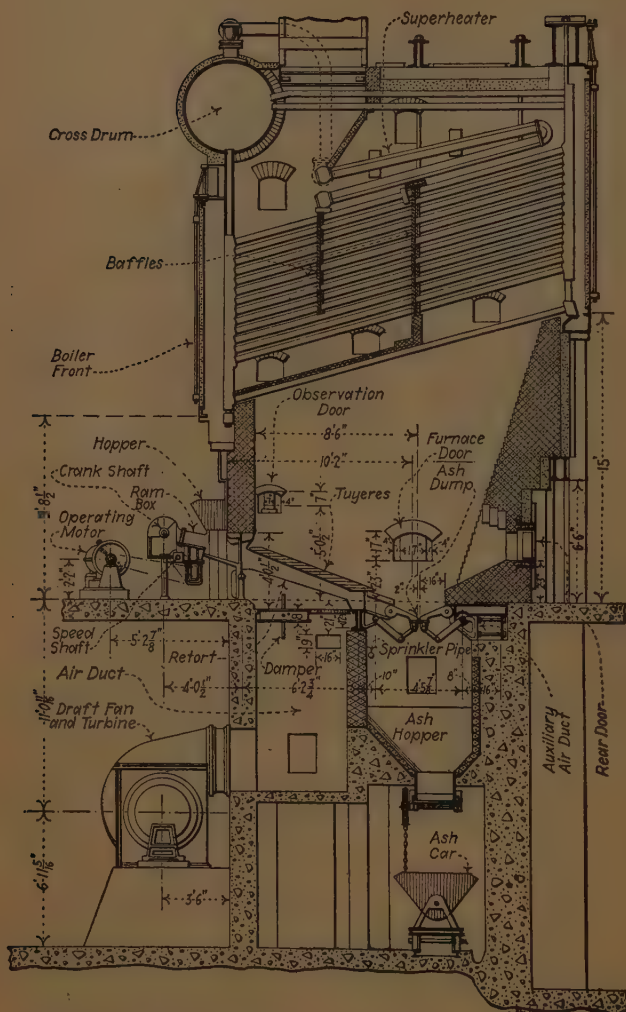 Superheater
Cross Drum
Baffles
Boiler
Front
Observation
Door
8'-6"
10'-2"
Furnace
Door
Ash
Dump
Hopper
Crank Shaft
Ram
Box
Tuyeres
Operating
Motor
15'
6'-6"
Speed
Shaft
5'-2 7/8"
Retort
Damper
Sprinkler Pipe
Air Duct
4'-0 1/2"
Draft Fan
and Turbine
Ash
Hopper
Auxiliary
Air Duct
Rear Door
Ash
Car
6'-11 5/16"
3'-6"